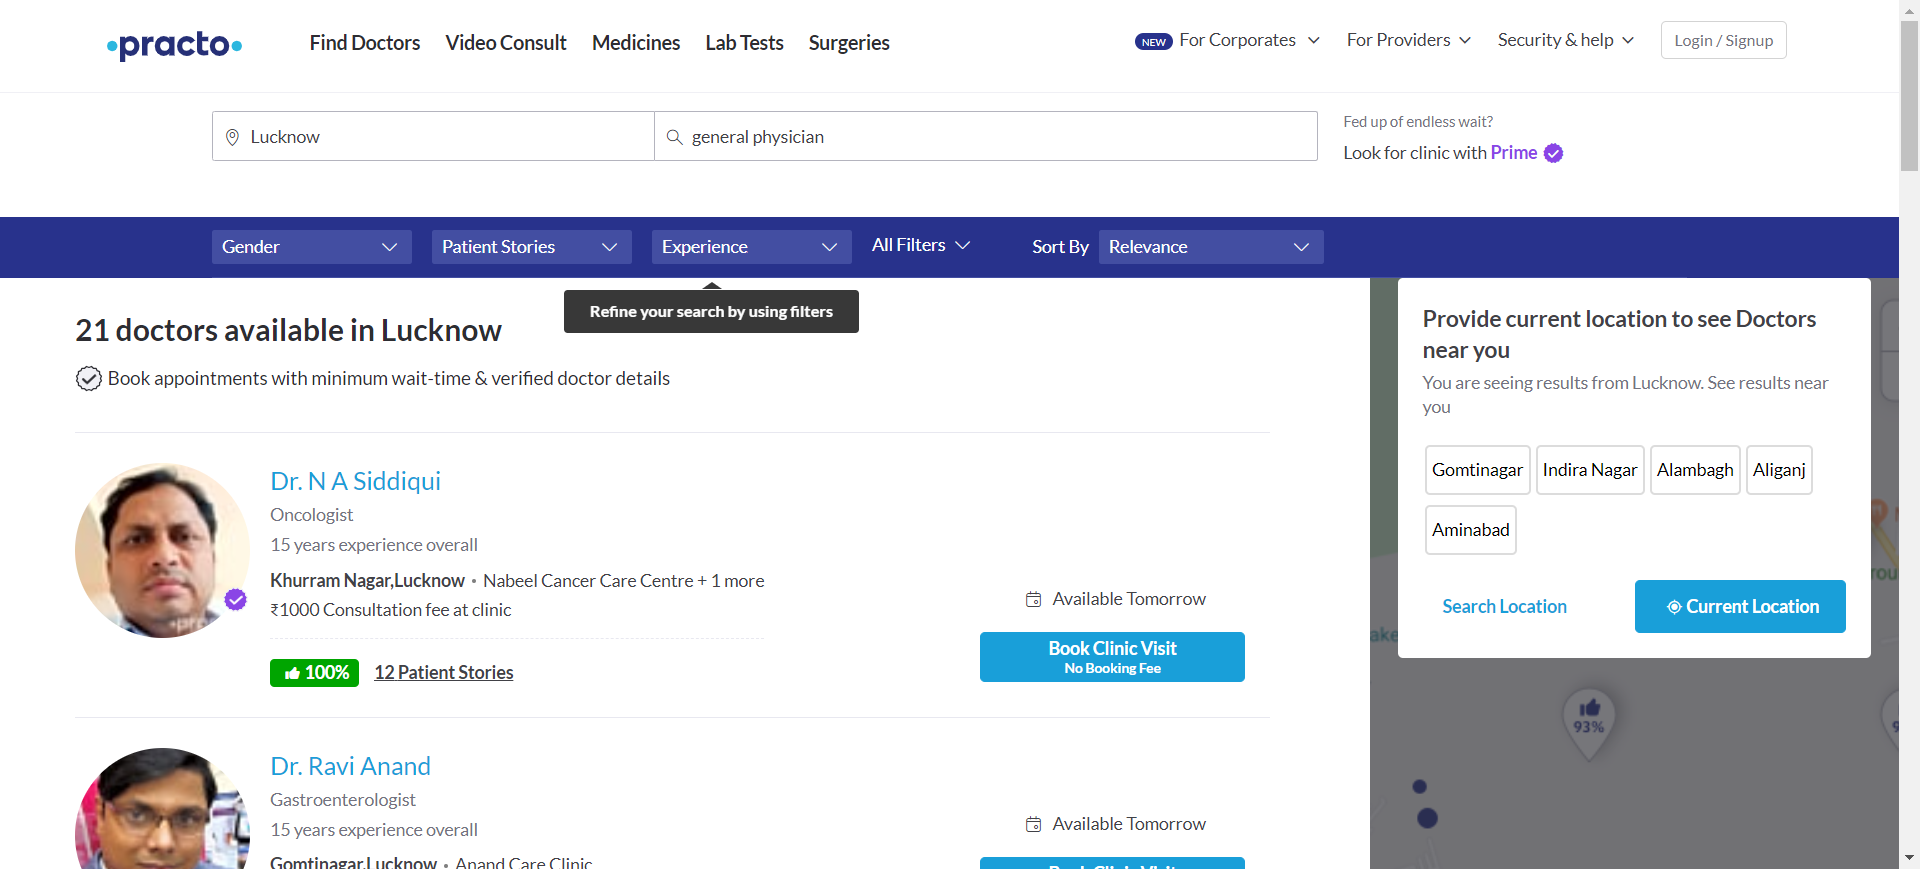 practo
Find Doctors
Video Consult
Medicines
Lab Tests
Surgeries
NEW For Corporates
For Providers
Security & help
Login / Signup
Lucknow
general physician
Fed up of endless wait?
Look for clinic with Prime
Gender
Patient Stories
Experience
All Filters
Sort By
Relevance
Refine your search by using filters
21 doctors available in Lucknow
Book appointments with minimum wait-time & verified doctor details
Dr. N A Siddiqui
Oncologist
15 years experience overall
Khurram Nagar,Lucknow • Nabeel Cancer Care Centre + 1 more
₹1000 Consultation fee at clinic
100%
12 Patient Stories
Available Tomorrow
Book Clinic Visit
No Booking Fee
Dr. Ravi Anand
Gastroenterologist
15 years experience overall
Gomtinagar,Lucknow • Anand Care Clinic
Available Tomorrow
Book Clinic Visit
Provide current location to see Doctors
near you
You are seeing results from Lucknow. See results near
you
Gomtinagar
Indira Nagar
Alambagh
Aliganj
Aminabad
Search Location
Current Location
93%